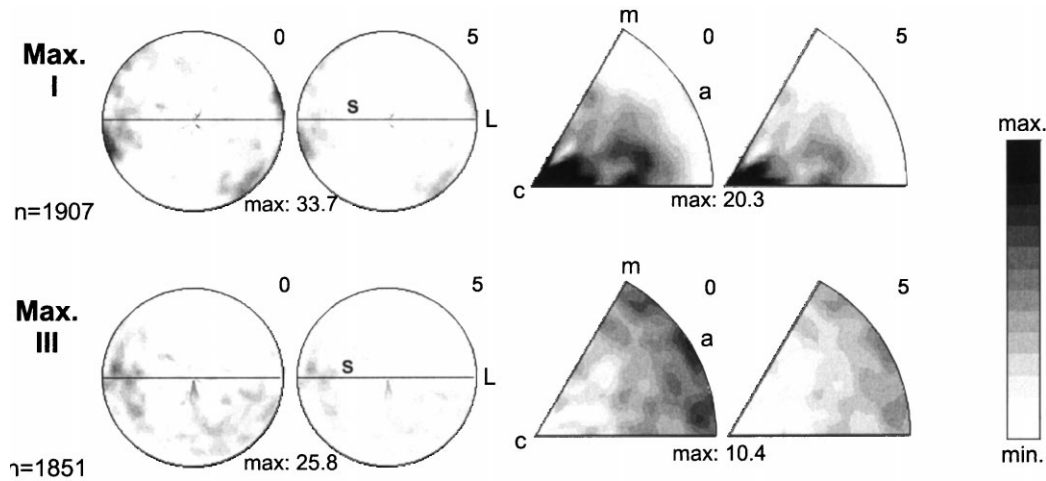 Max.
I
0
5
S
L
n=1907
max: 33.7
m
0
5
a
c
max: 20.3
max.
min.
Max.
III
0
5
S
L
n=1851
max: 25.8
m
0
5
a
c
max: 10.4